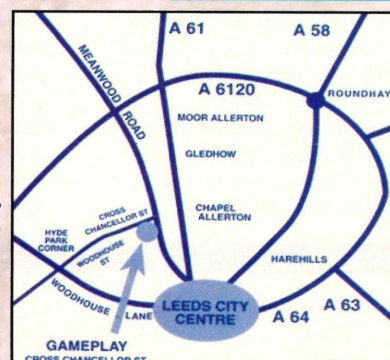 A 61
A 58
MEANWOOD ROAD
A 6120
ROUNDHAY
MOOR ALLERTON
GLEDHOW
CROSS
CHANCELLOR ST
CHAPEL
ALLERTON
HYDE
PARK
CORNER
WOODHOUSE
ST
HAREHILLS
WOODHOUSE LANE
LEEDS CITY
CENTRE
A 64
A 63
GAMEPLAY
CROSS CHANCELLOR ST